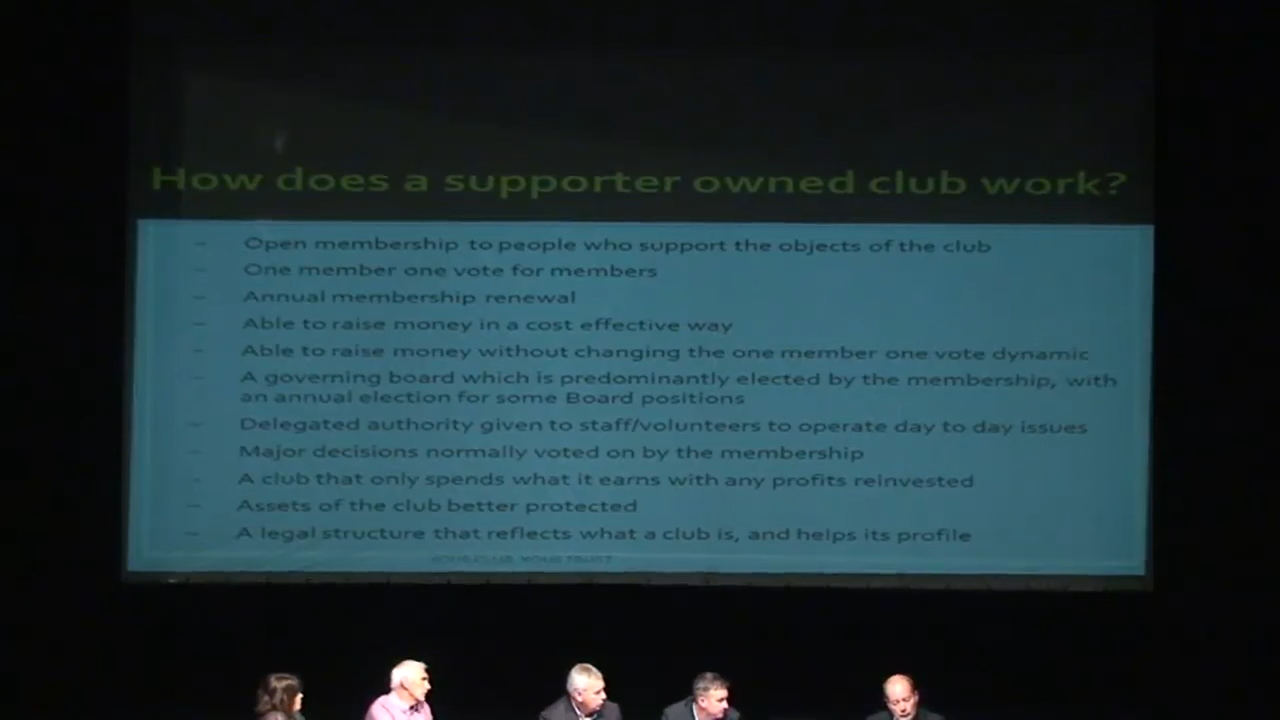 How does a supporter owned club work?
– Open membership to people who support the objects of the club
– One member one vote for members
– Annual membership renewal
– Able to raise money in a cost effective way
– Able to raise money without changing the one member one vote dynamic
– A governing board which is predominantly elected by the membership, with
an annual election for some Board positions
– Delegated authority given to staff/volunteers to operate day to day issues
– Major decisions normally voted on by the membership
– A club that only spends what it earns with any profits reinvested
– Assets of the club better protected
– A legal structure that reflects what a club is, and helps its profile